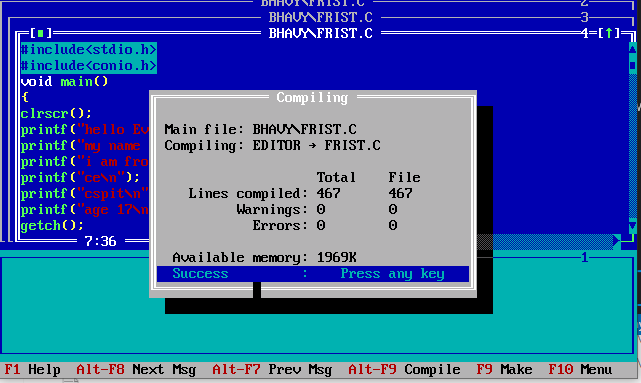 BHAVY\FRIST.C 2
BHAVY\FRIST.C 3
[■] BHAVY\FRIST.C 4=[↑]
#include<stdio.h>
#include<conio.h>
void main()
{
clrscr();
printf("hello Ev
printf("my name
printf("i am fro
printf("ce\n");
printf("cspit\n"
printf("age 17\n
getch();
7:36
Compiling
Main file: BHAVY\FRIST.C
Compiling: EDITOR → FRIST.C
Total File
Lines compiled: 467 467
Warnings: 0 0
Errors: 0 0
Available memory: 1969K
Success : Press any key
1
F1 Help Alt-F8 Next Msg Alt-F7 Prev Msg Alt-F9 Compile F9 Make F10 Menu